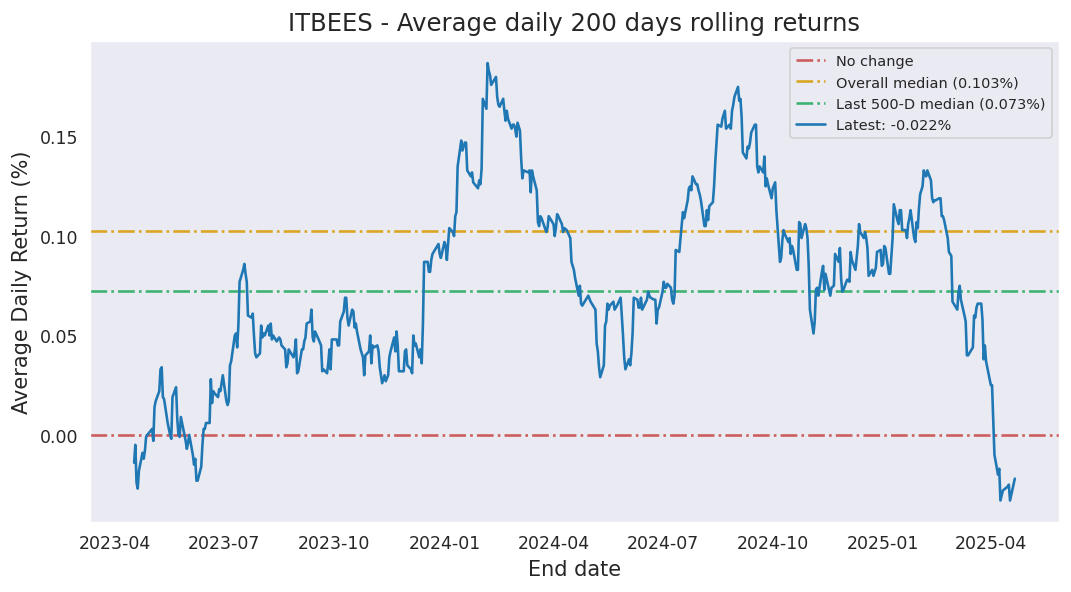 ITBEES - Average daily 200 days rolling returns
No change
Overall median (0.103%)
Last 500-D median (0.073%)
Latest: -0.022%
Average Daily Return (%)
0.15
0.10
0.05
0.00
2023-04 2023-07 2023-10 2024-01 2024-04 2024-07 2024-10 2025-01 2025-04
End date